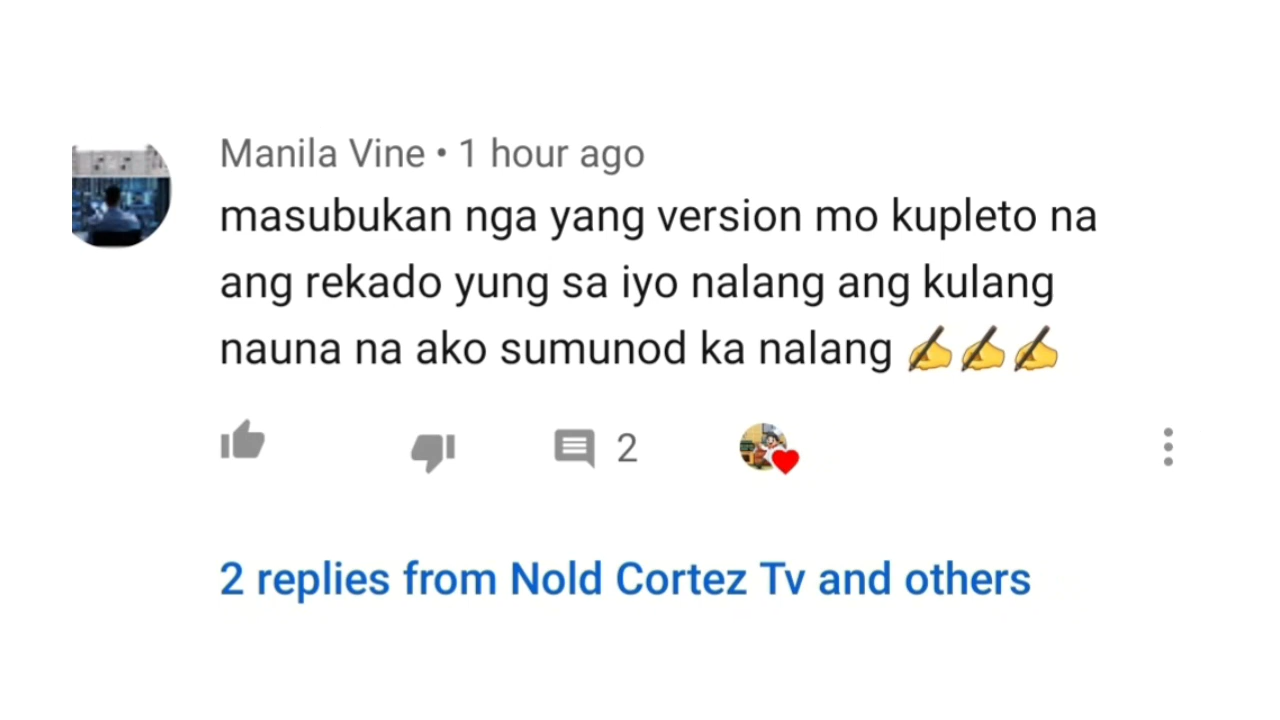 Manila Vine • 1 hour ago
masubukan nga yang version mo kupleto na
ang rekado yung sa iyo nalang ang kulang
nauna na ako sumunod ka nalang ✍✍✍
2
2 replies from Nold Cortez Tv and others